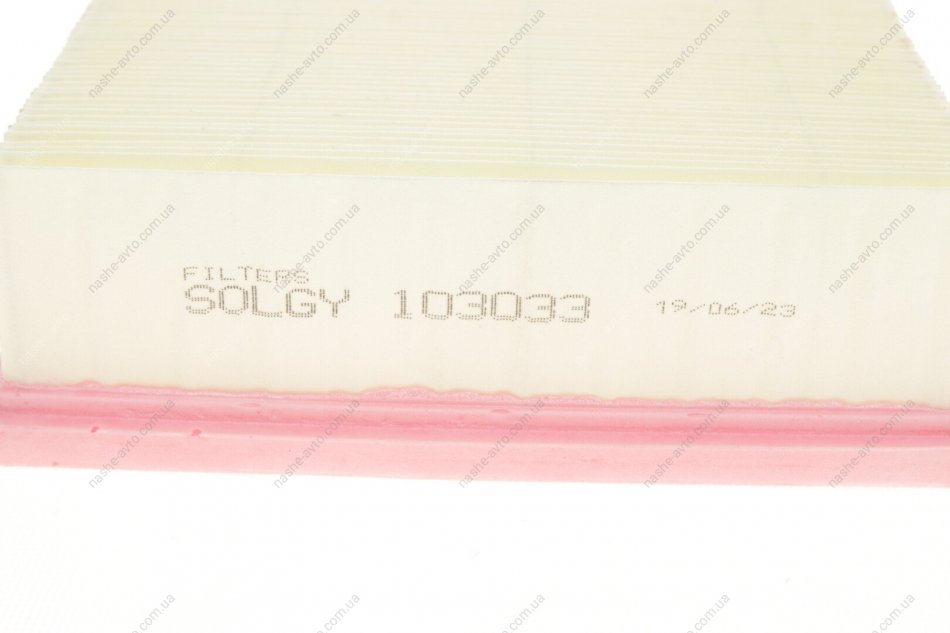 FILTERS
SOLGY 103033 19/06/23
nashe-avto.com.ua